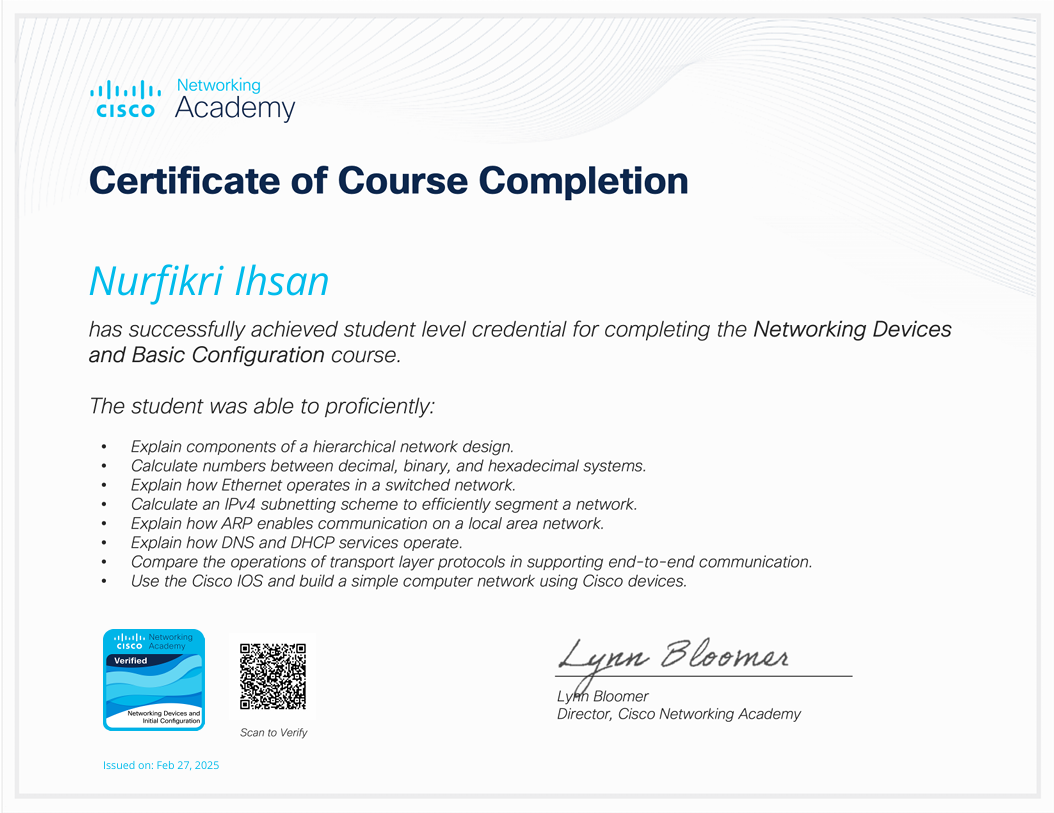 Networking
CISCO Academy
Certificate of Course Completion
Nurfikri Ihsan
has successfully achieved student level credential for completing the Networking Devices
and Basic Configuration course.
The student was able to proficiently:
• Explain components of a hierarchical network design.
• Calculate numbers between decimal, binary, and hexadecimal systems.
• Explain how Ethernet operates in a switched network.
• Calculate an IPv4 subnetting scheme to efficiently segment a network.
• Explain how ARP enables communication on a local area network.
• Explain how DNS and DHCP services operate.
• Compare the operations of transport layer protocols in supporting end-to-end communication.
• Use the Cisco IOS and build a simple computer network using Cisco devices.
Networking
CISCO Academy
Verified
Networking Devices and
Initial Configuration
Scan to Verify
Lynn Bloomer
Lynn Bloomer
Director, Cisco Networking Academy
Issued on: Feb 27, 2025